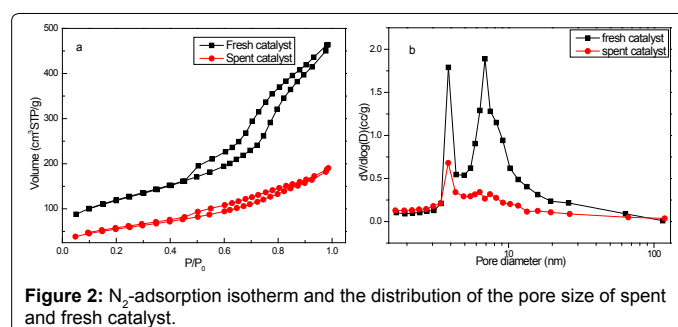 500
400
300
200
100
0.0 0.2 0.4 0.6 0.8 1.0
Volume (cm³STP/g)
P/P₀
a
Fresh catalyst
Spent catalyst
2.0
1.5
1.0
0.5
0.0
10 100
dV/dlog(D)(cc/g)
Pore diameter (nm)
b
fresh catalyst
spent catalyst
Figure 2: N₂-adsorption isotherm and the distribution of the pore size of spent
and fresh catalyst.